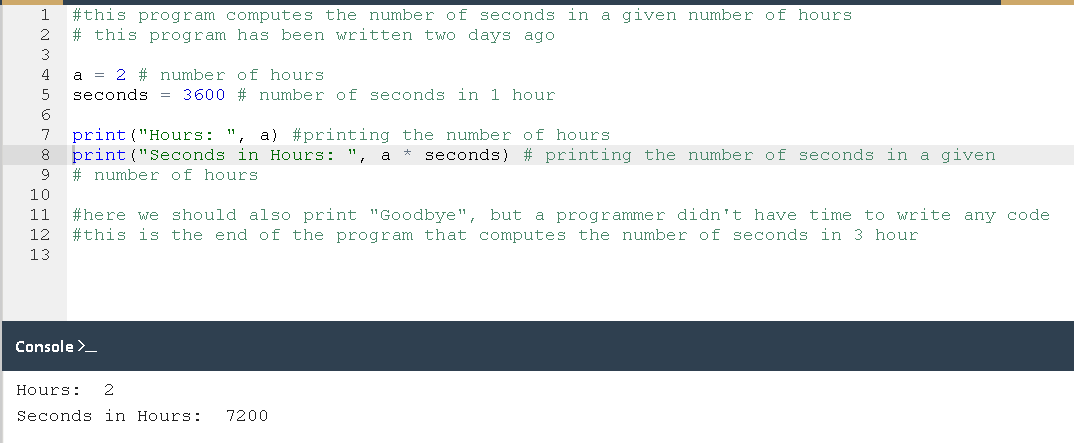 1 #this program computes the number of seconds in a given number of hours
2 # this program has been written two days ago
3
4 a = 2 # number of hours
5 seconds = 3600 # number of seconds in 1 hour
6
7 print("Hours: ", a) #printing the number of hours
8 print("Seconds in Hours: ", a * seconds) # printing the number of seconds in a given
9 # number of hours
10
11 #here we should also print "Goodbye", but a programmer didn't have time to write any code
12 #this is the end of the program that computes the number of seconds in 3 hour
13
Console >_
Hours:  2
Seconds in Hours:  7200